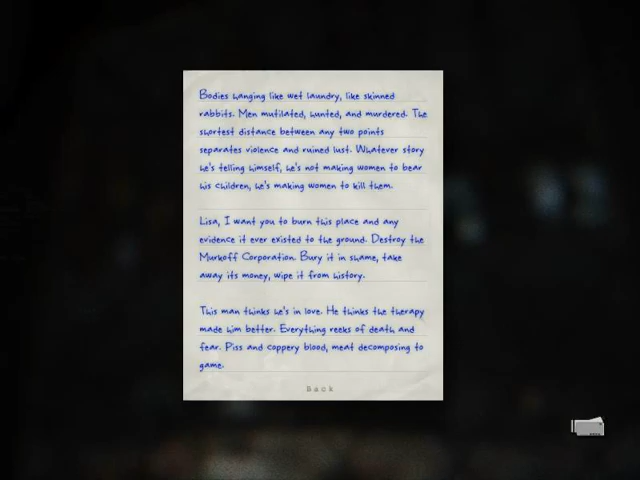 Bodies hanging like wet laundry, like skinned
rabbits. Men mutilated, hunted, and murdered. The
shortest distance between any two points
separates violence and ruined lust. Whatever story
he's telling himself, he's not making women to bear
his children, he's making women to kill them.
Lisa, I want you to burn this place and any
evidence it ever existed to the ground. Destroy the
Murkoff Corporation. Bury it in shame, take
away its money, wipe it from history.
This man thinks he's in love. He thinks the therapy
made him better. Everything reeks of death and
fear. Piss and coppery blood, meat decomposing to
game.
Back